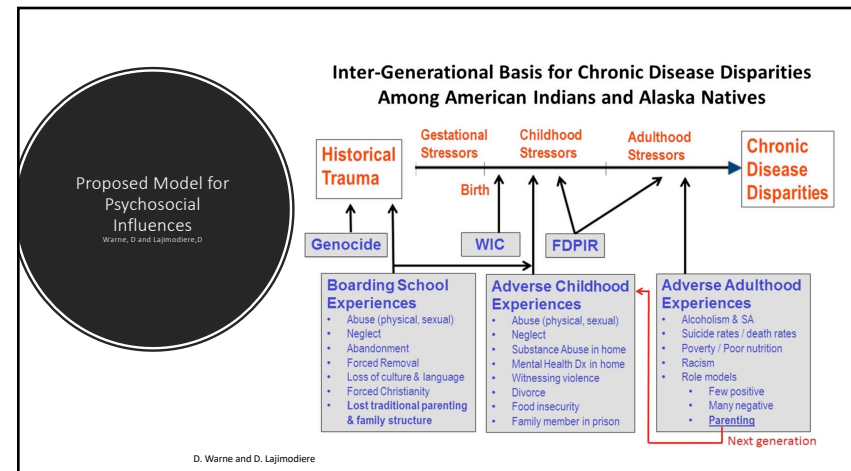 Proposed Model for
Psychosocial
Influences
Warne, D and Lajimodiere,D
Inter-Generational Basis for Chronic Disease Disparities
Among American Indians and Alaska Natives
Historical
Trauma
Gestational
Stressors
Childhood
Stressors
Adulthood
Stressors
Chronic
Disease
Disparities
Birth
Genocide
WIC
FDPIR
Boarding School
Experiences
• Abuse (physical, sexual)
• Neglect
• Abandonment
• Forced Removal
• Loss of culture & language
• Forced Christianity
• Lost traditional parenting
& family structure
Adverse Childhood
Experiences
• Abuse (physical, sexual)
• Neglect
• Substance Abuse in home
• Mental Health Dx in home
• Witnessing violence
• Divorce
• Food insecurity
• Family member in prison
Adverse Adulthood
Experiences
• Alcoholism & SA
• Suicide rates / death rates
• Poverty / Poor nutrition
• Racism
• Role models
• Few positive
• Many negative
• Parenting
Next generation
D. Warne and D. Lajimodiere